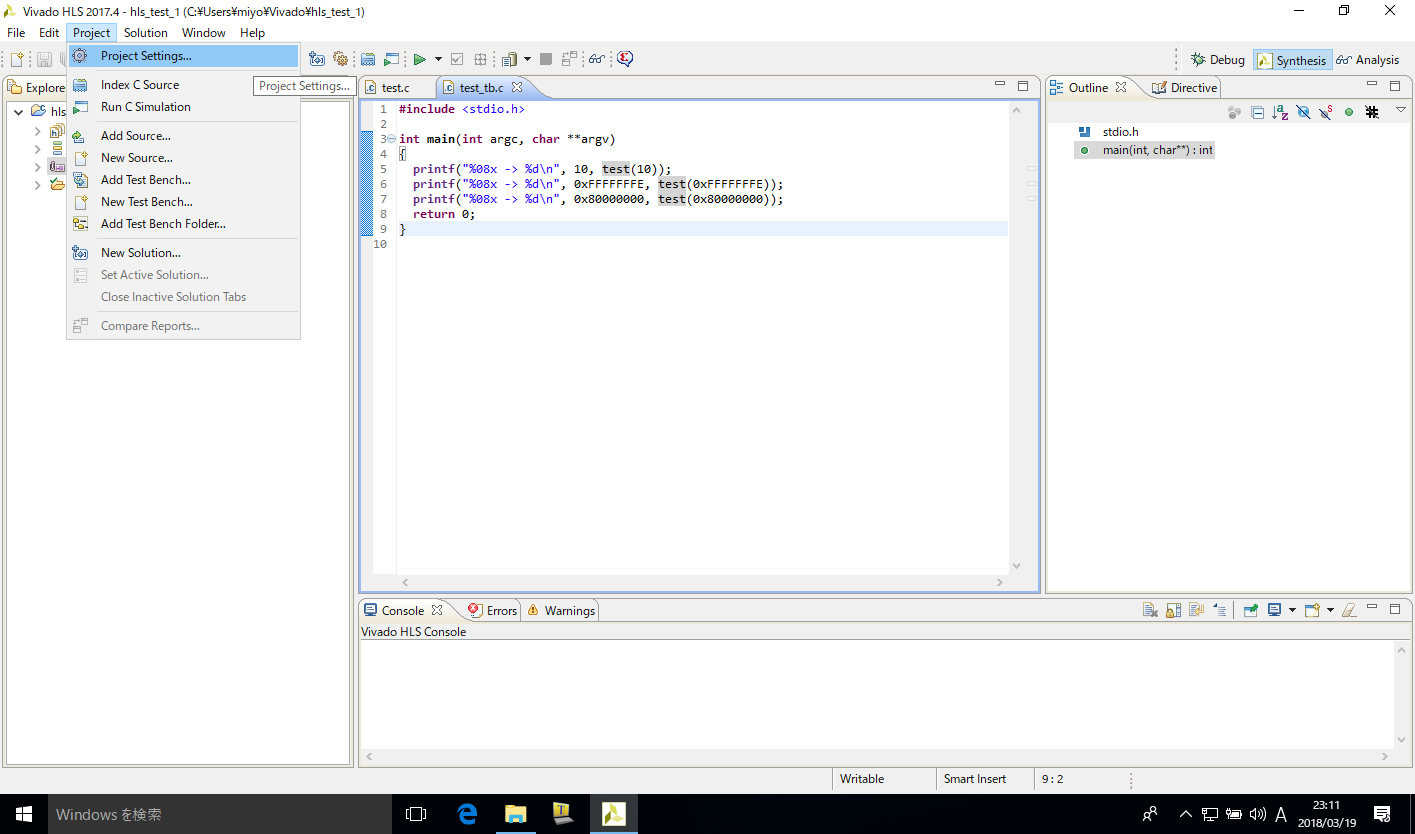 Vivado HLS 2017.4 - hls_test_1 (C:¥Users¥miyo¥Vivado¥hls_test_1)
File Edit Project Solution Window Help
Project Settings...
Debug Synthesis Analysis
Explore
Index C Source
Project Settings...
test.c
test_tb.c
Outline
Directive
hls
Run C Simulation
Add Source...
New Source...
Add Test Bench...
New Test Bench...
Add Test Bench Folder...
New Solution...
Set Active Solution...
Close Inactive Solution Tabs
Compare Reports...
1 #include <stdio.h>
2
3 int main(int argc, char **argv)
4 {
5 printf("%08x -> %d\n", 10, test(10));
6 printf("%08x -> %d\n", 0xFFFFFFFE, test(0xFFFFFFFE));
7 printf("%08x -> %d\n", 0x80000000, test(0x80000000));
8 return 0;
9 }
10
stdio.h
main(int, char**) : int
Console
Errors
Warnings
Vivado HLS Console
Writable
Smart Insert
9 : 2
Windows を検索
A
23:11
2018/03/19